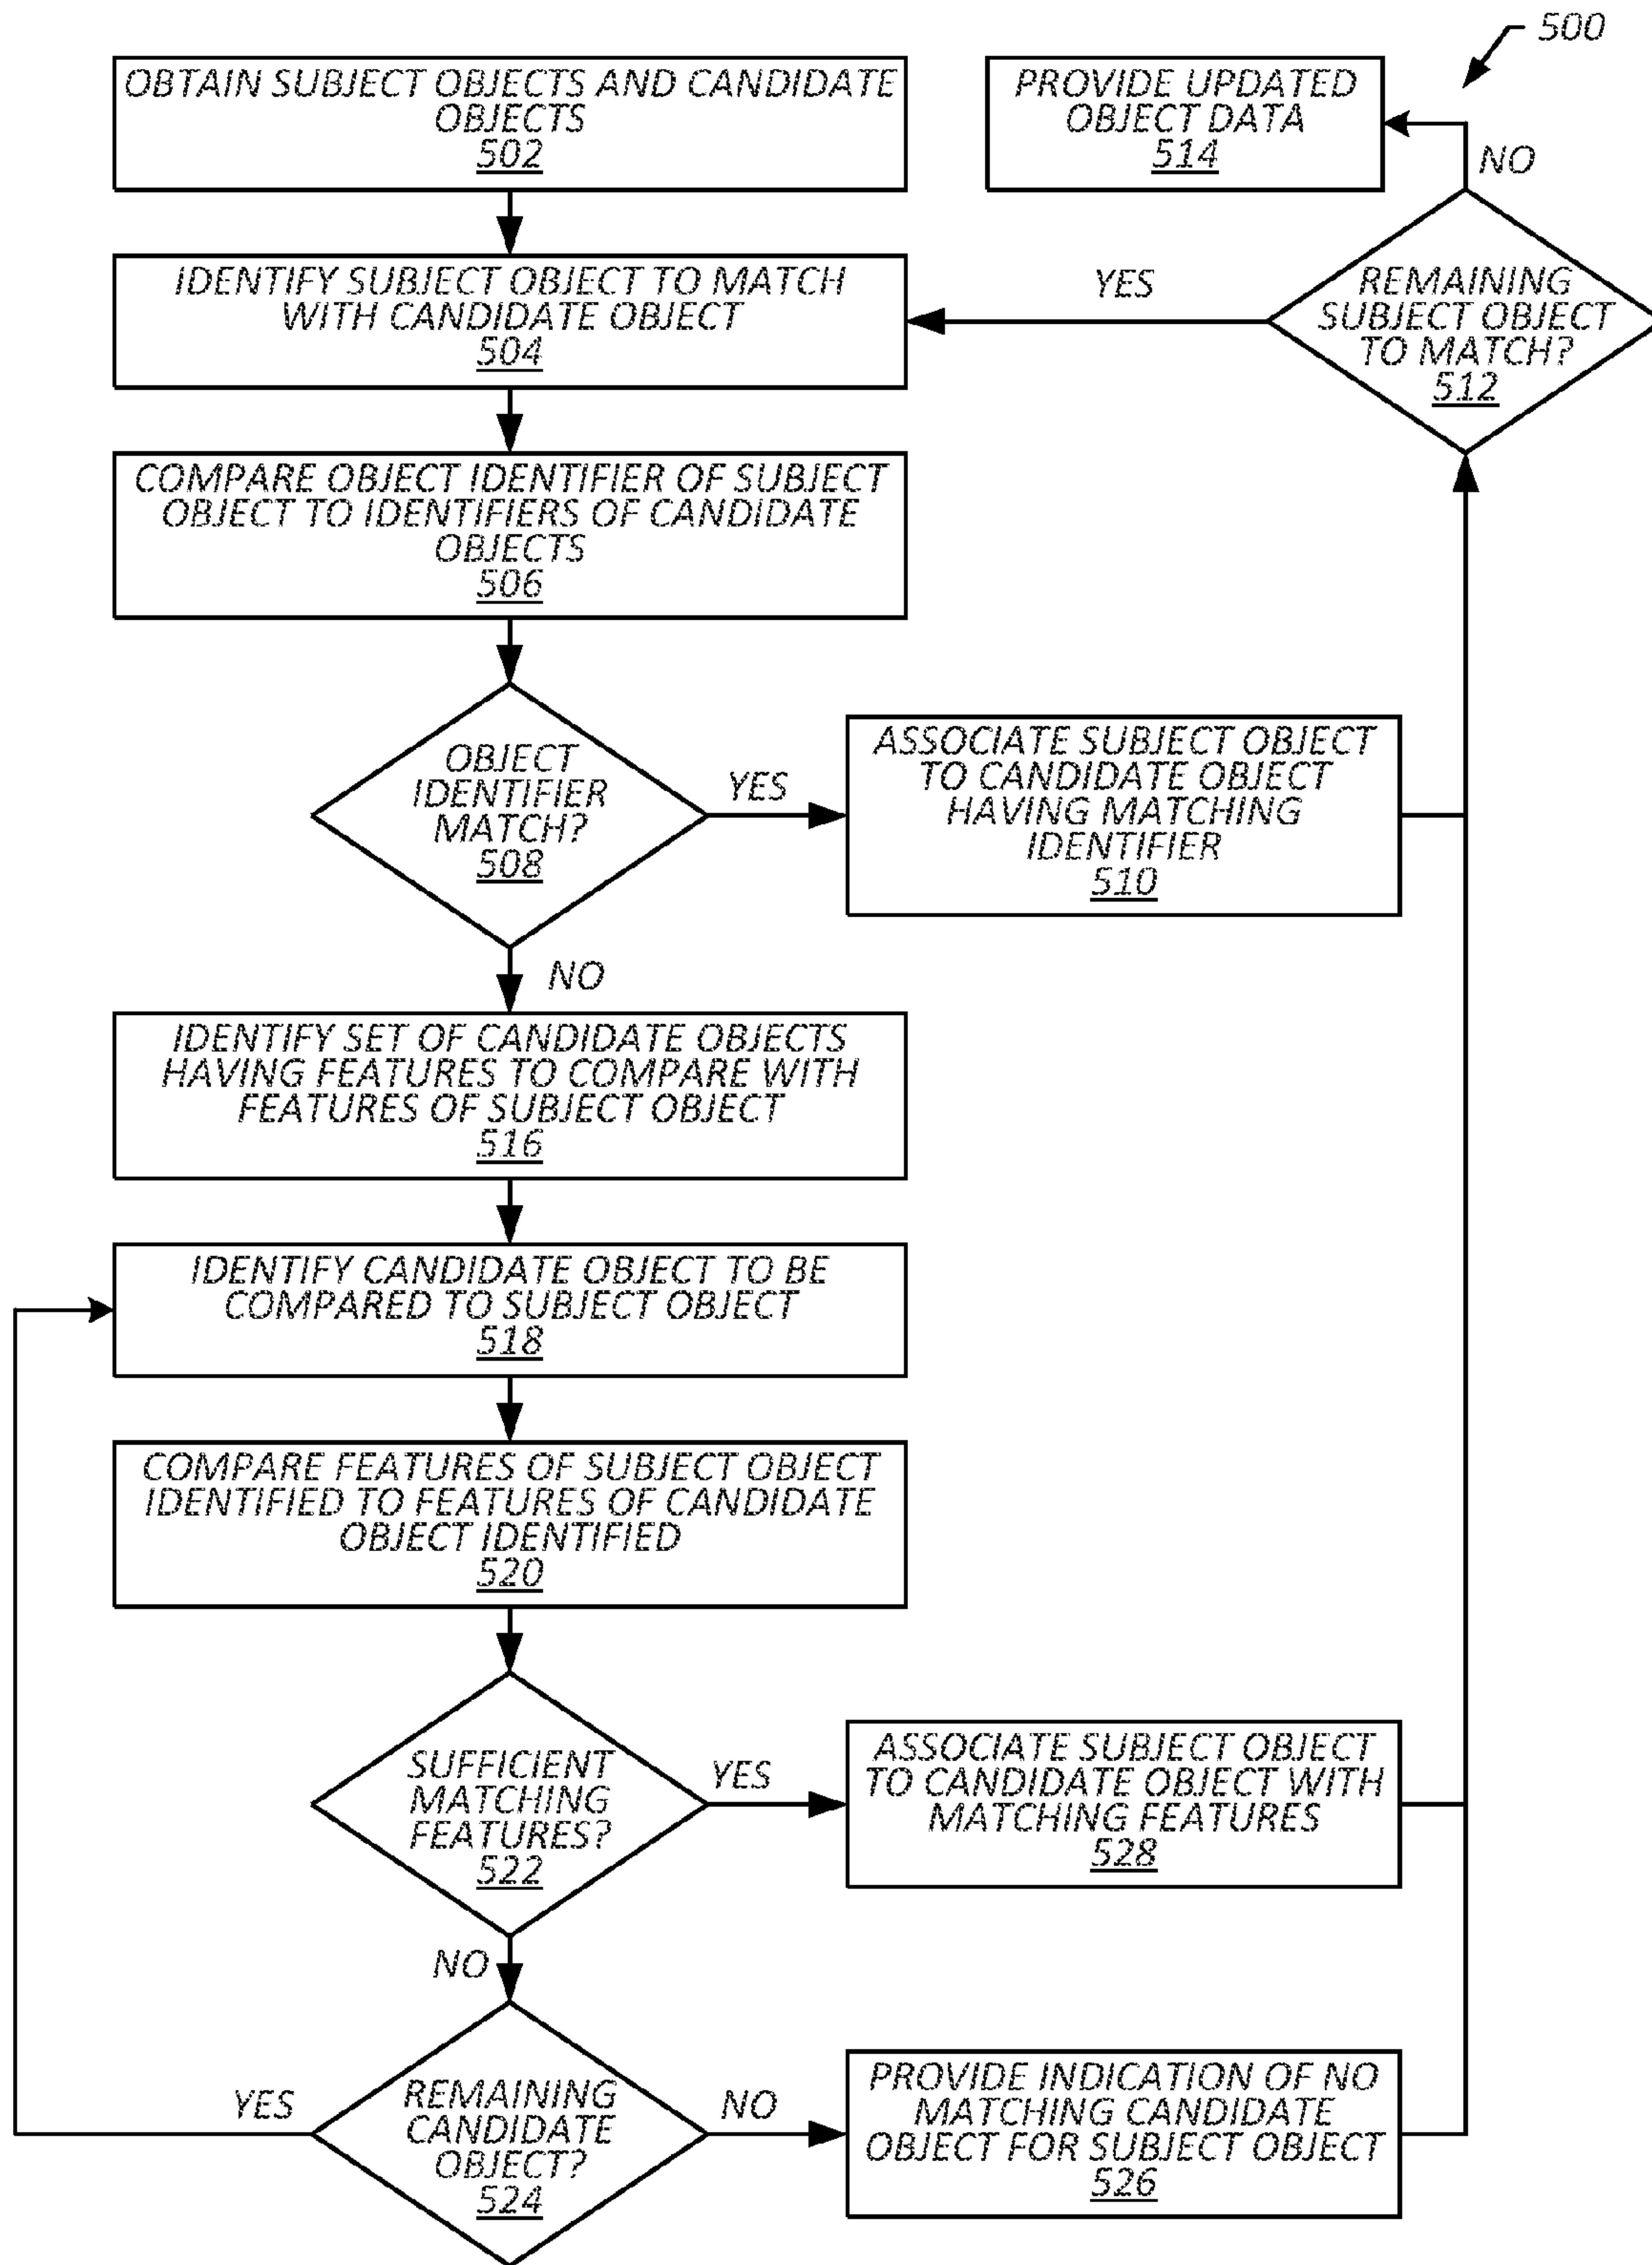 500
OBTAIN SUBJECT OBJECTS AND CANDIDATE
OBJECTS
502
PROVIDE UPDATED
OBJECT DATA
514
NO
IDENTIFY SUBJECT OBJECT TO MATCH
WITH CANDIDATE OBJECT
504
YES
REMAINING
SUBJECT OBJECT
TO MATCH?
512
COMPARE OBJECT IDENTIFIER OF SUBJECT
OBJECT TO IDENTIFIERS OF CANDIDATE
OBJECTS
506
OBJECT
IDENTIFIER
MATCH?
508
YES
ASSOCIATE SUBJECT OBJECT
TO CANDIDATE OBJECT
HAVING MATCHING
IDENTIFIER
510
NO
IDENTIFY SET OF CANDIDATE OBJECTS
HAVING FEATURES TO COMPARE WITH
FEATURES OF SUBJECT OBJECT
516
IDENTIFY CANDIDATE OBJECT TO BE
COMPARED TO SUBJECT OBJECT
518
COMPARE FEATURES OF SUBJECT OBJECT
IDENTIFIED TO FEATURES OF CANDIDATE
OBJECT IDENTIFIED
520
SUFFICIENT
MATCHING
FEATURES?
522
YES
ASSOCIATE SUBJECT OBJECT
TO CANDIDATE OBJECT WITH
MATCHING FEATURES
528
NO
YES
REMAINING
CANDIDATE
OBJECT?
524
NO
PROVIDE INDICATION OF NO
MATCHING CANDIDATE
OBJECT FOR SUBJECT OBJECT
526